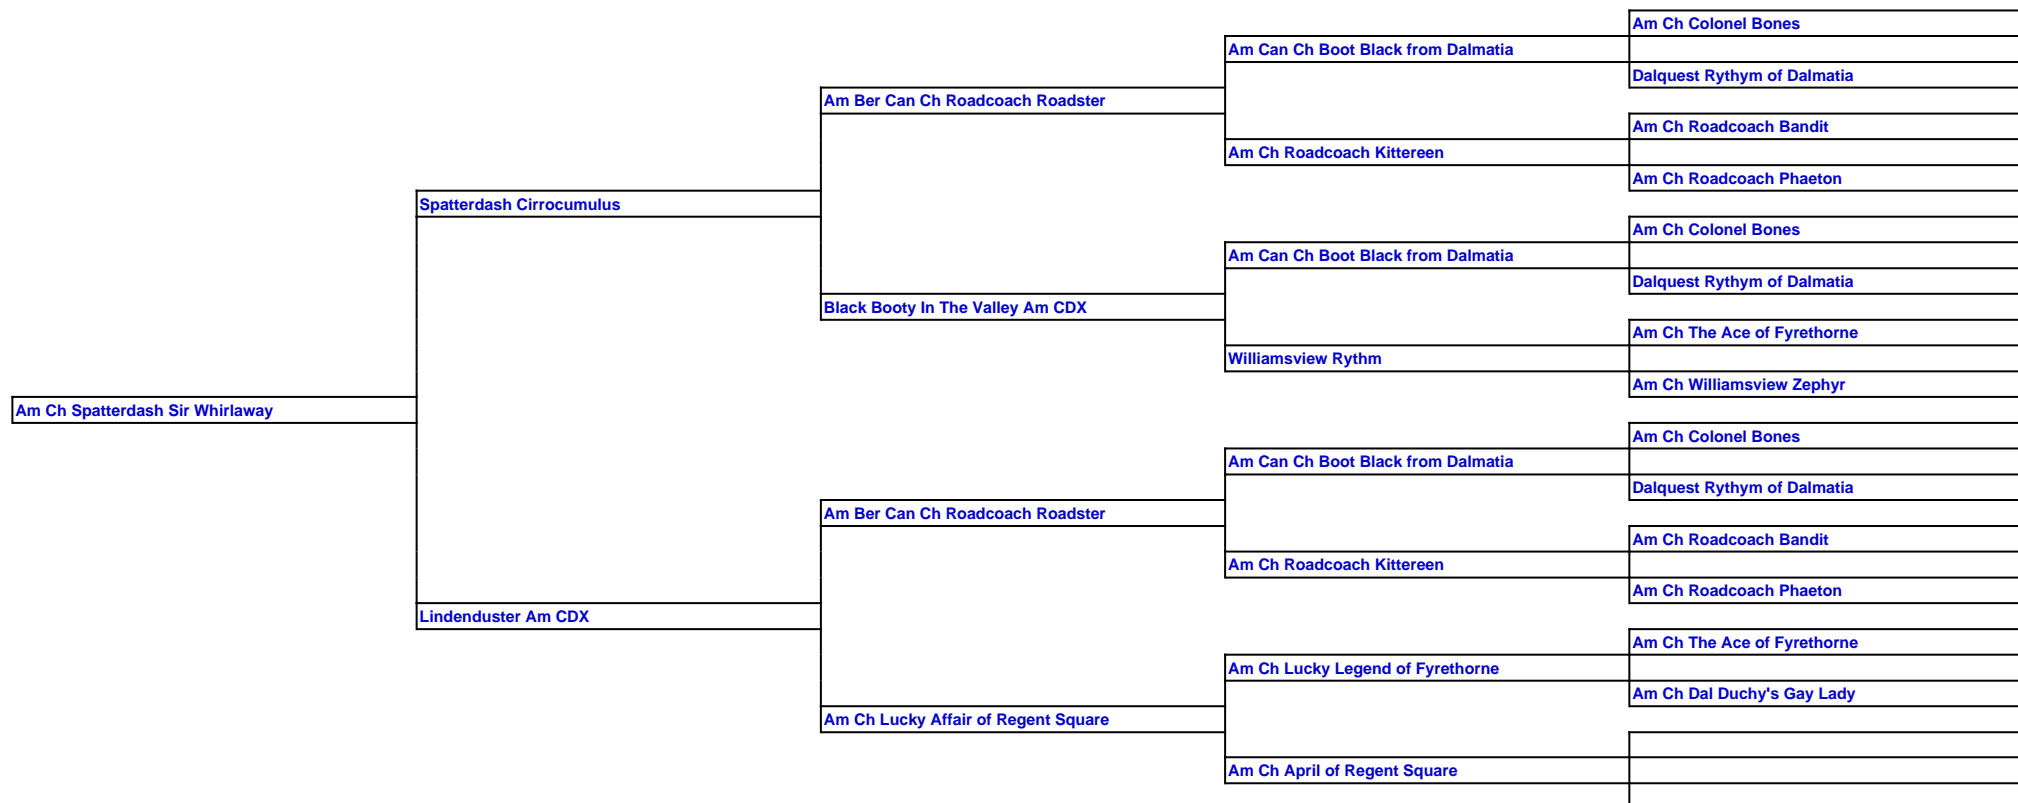 Am Ch Colonel Bones
Am Can Ch Boot Black from Dalmatia
Dalquest Rythym of Dalmatia
Am Ber Can Ch Roadcoach Roadster
Am Ch Roadcoach Bandit
Am Ch Roadcoach Kittereen
Am Ch Roadcoach Phaeton
Spatterdash Cirrocumulus
Am Ch Colonel Bones
Am Can Ch Boot Black from Dalmatia
Dalquest Rythym of Dalmatia
Black Booty In The Valley Am CDX
Am Ch The Ace of Fyrethorne
Williamsview Rythm
Am Ch Williamsview Zephyr
Am Ch Spatterdash Sir Whirlaway
Am Ch Colonel Bones
Am Can Ch Boot Black from Dalmatia
Dalquest Rythym of Dalmatia
Am Ber Can Ch Roadcoach Roadster
Am Ch Roadcoach Bandit
Am Ch Roadcoach Kittereen
Am Ch Roadcoach Phaeton
Lindenduster Am CDX
Am Ch The Ace of Fyrethorne
Am Ch Lucky Legend of Fyrethorne
Am Ch Dal Duchy's Gay Lady
Am Ch Lucky Affair of Regent Square
Am Ch April of Regent Square